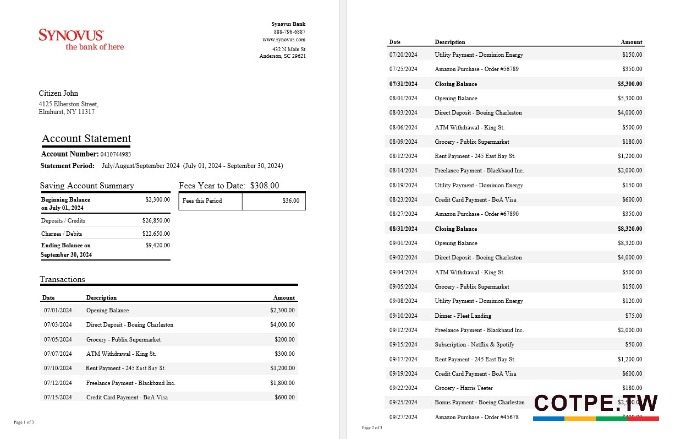 SYNOVUS
the bank of here
Synovus Bank
888-796-6887
www.synovus.com
432 N Main St
Anderson, SC 29621
Citizen John
4125 Elberston Street,
Elmhurst, NY 11317
Account Statement
Account Number: 0410744983
Statement Period: July/August/September 2024 (July 01, 2024 - September 30, 2024)
Saving Account Summary
Beginning Balance $2,300.00
on July 01, 2024
Deposits / Credits $26,850.00
Charges / Debits $22,650.00
Ending Balance on $9,420.00
September 30, 2024
Fees Year to Date: $308.00
Fees this Period $36.00
Transactions
Date Description Amount
07/01/2024 Opening Balance $2,300.00
07/03/2024 Direct Deposit - Boeing Charleston $4,000.00
07/05/2024 Grocery - Publix Supermarket $200.00
07/07/2024 ATM Withdrawal - King St. $300.00
07/10/2024 Rent Payment - 245 East Bay St. $1,200.00
07/12/2024 Freelance Payment - Blackbaud Inc. $1,800.00
07/15/2024 Credit Card Payment - BoA Visa $600.00
Page 1 of 3
Date Description Amount
07/20/2024 Utility Payment - Dominion Energy $150.00
07/25/2024 Amazon Purchase - Order #56789 $350.00
07/31/2024 Closing Balance $5,300.00
08/01/2024 Opening Balance $5,300.00
08/03/2024 Direct Deposit - Boeing Charleston $4,000.00
08/06/2024 ATM Withdrawal - King St. $500.00
08/09/2024 Grocery - Publix Supermarket $180.00
08/12/2024 Rent Payment - 245 East Bay St. $1,200.00
08/14/2024 Freelance Payment - Blackbaud Inc. $2,000.00
08/19/2024 Utility Payment - Dominion Energy $150.00
08/23/2024 Credit Card Payment - BoA Visa $600.00
08/27/2024 Amazon Purchase - Order #67890 $350.00
08/31/2024 Closing Balance $8,320.00
09/01/2024 Opening Balance $8,320.00
09/02/2024 Direct Deposit - Boeing Charleston $4,000.00
09/04/2024 ATM Withdrawal - King St. $500.00
09/05/2024 Grocery - Publix Supermarket $150.00
09/08/2024 Utility Payment - Dominion Energy $120.00
09/10/2024 Dinner - Fleet Landing $75.00
09/12/2024 Freelance Payment - Blackbaud Inc. $2,000.00
09/15/2024 Subscription - Netflix & Spotify $50.00
09/17/2024 Rent Payment - 245 East Bay St. $1,200.00
09/19/2024 Credit Card Payment - BoA Visa $600.00
09/22/2024 Grocery - Harris Teeter $180.00
09/25/2024 Bonus Payment - Boeing Charleston
09/27/2024 Amazon Purchase - Order #45678
COTPE.TW
Page 2 of 3